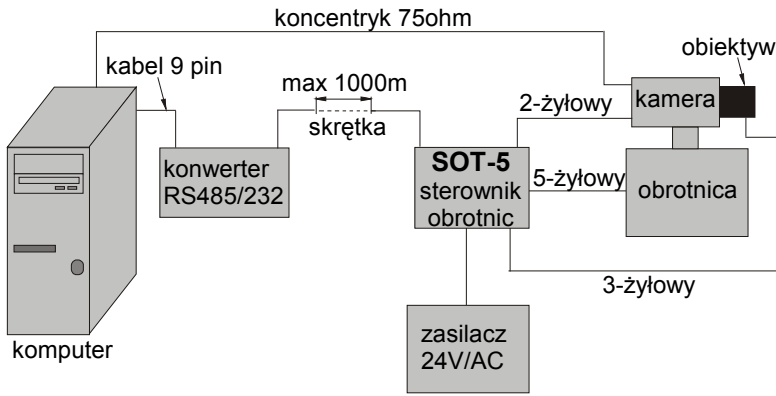 koncentryk 75ohm
obiektyw
kabel 9 pin
max 1000m
skrętka
2-żyłowy
kamera
konwerter
RS485/232
SOT-5
sterownik
obrotnic
5-żyłowy
obrotnica
3-żyłowy
zasilacz
24V/AC
komputer